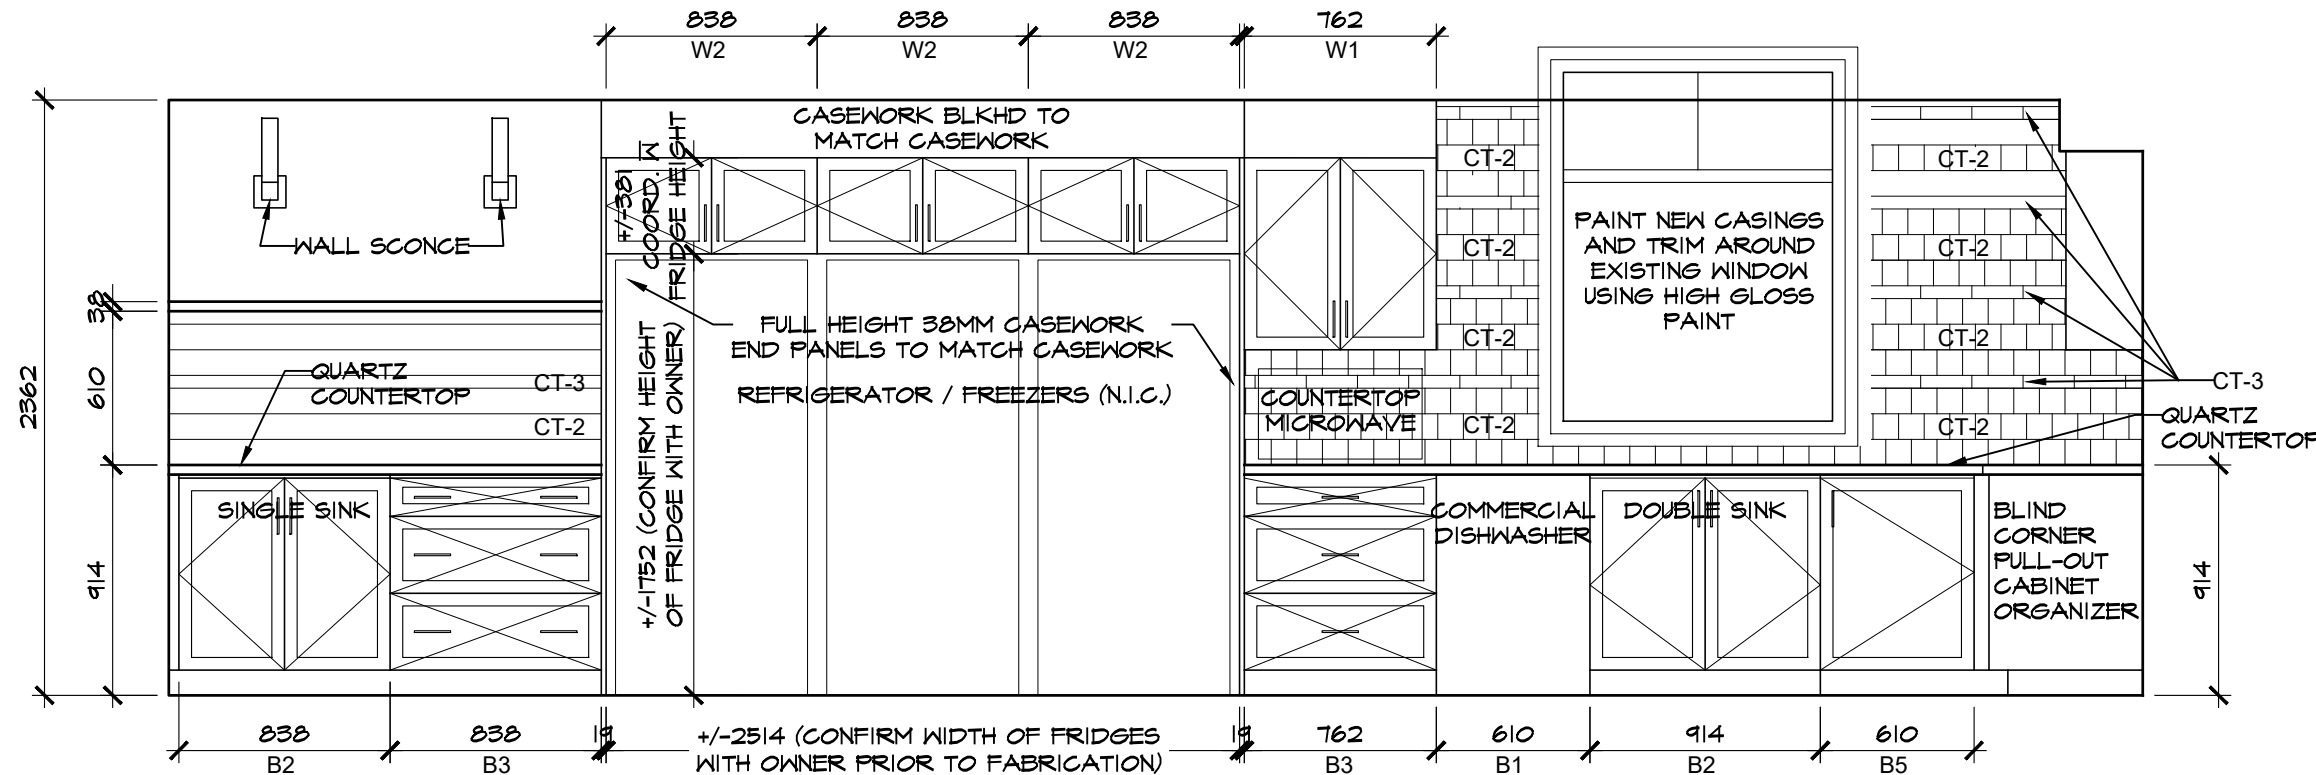 838
W2
838
W2
838
W2
762
W1
CASEWORK BLKHD TO
MATCH CASEWORK
+/-381
COORD. W
FRIDGE HEIGHT
WALL SCONCE
38
610
2362
914
QUARTZ
COUNTERTOP
CT-3
CT-2
+/-1752 (CONFIRM HEIGHT
OF FRIDGE WITH OWNER)
FULL HEIGHT 38MM CASEWORK
END PANELS TO MATCH CASEWORK
REFRIGERATOR / FREEZERS (N.I.C.)
COUNTERTOP
MICROWAVE
CT-2
CT-2
CT-2
CT-2
PAINT NEW CASINGS
AND TRIM AROUND
EXISTING WINDOW
USING HIGH GLOSS
PAINT
CT-2
CT-2
CT-2
CT-2
CT-3
QUARTZ
COUNTERTOP
SINGLE SINK
COMMERCIAL
DISHWASHER
DOUBLE SINK
BLIND
CORNER
PULL-OUT
CABINET
ORGANIZER
914
838
B2
838
B3
19
+/-2514 (CONFIRM WIDTH OF FRIDGES
WITH OWNER PRIOR TO FABRICATION)
19
762
B3
610
B1
914
B2
610
B5